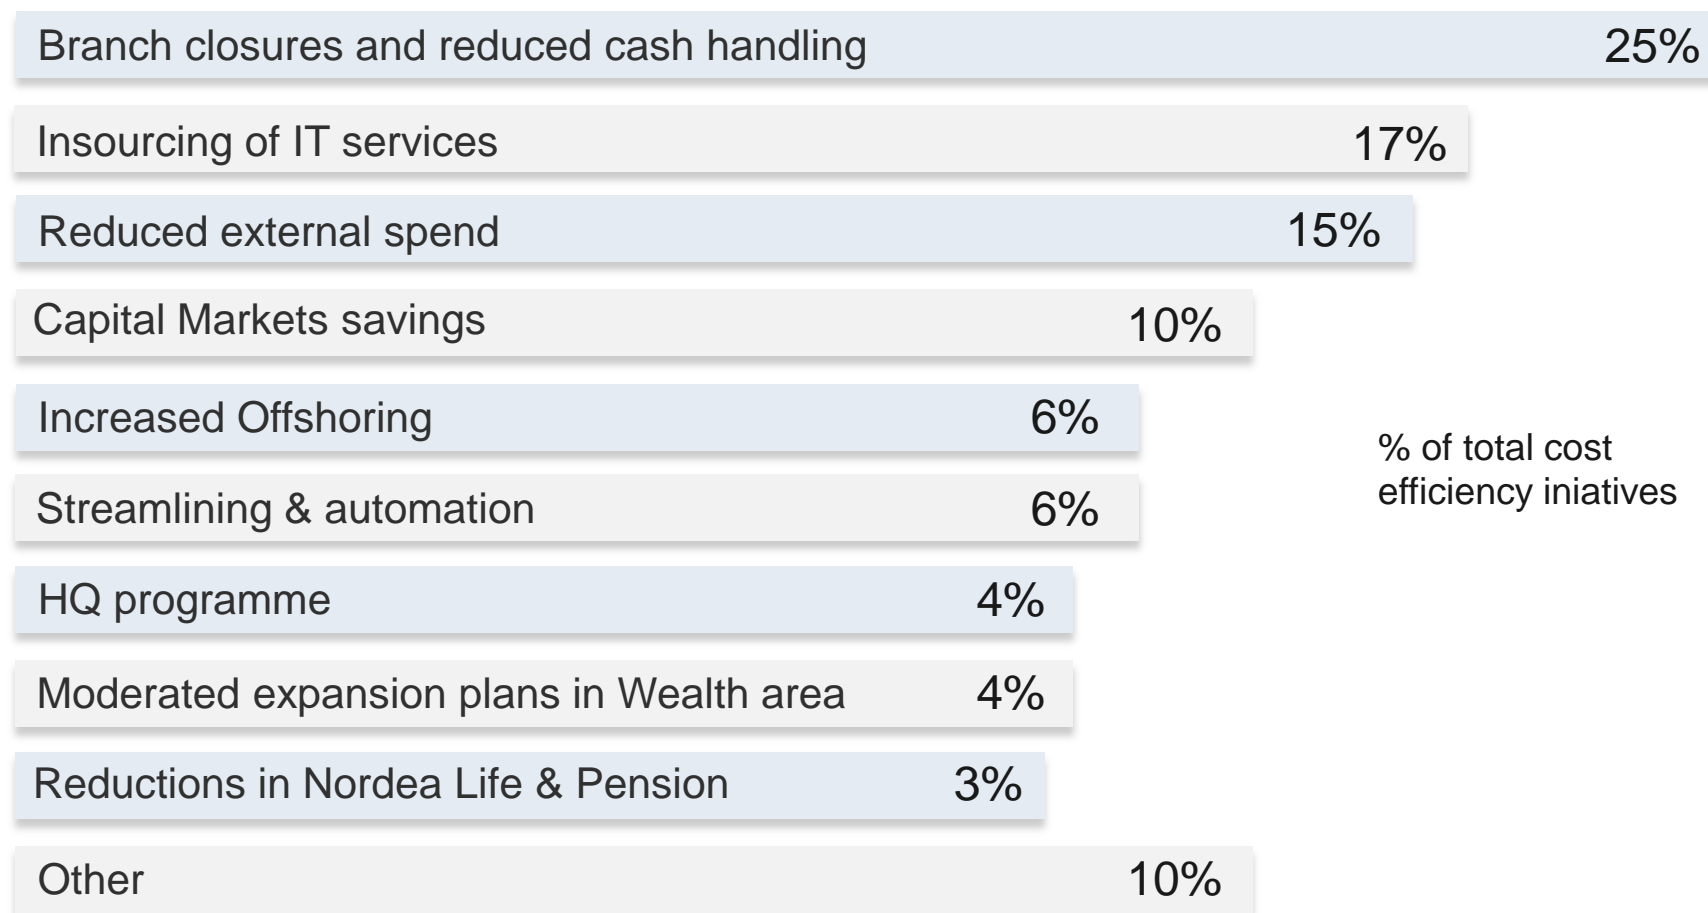 Branch closures and reduced cash handling 25%
Insourcing of IT services 17%
Reduced external spend 15%
Capital Markets savings 10%
Increased Offshoring 6%
% of total cost
efficiency iniatives
Streamlining & automation 6%
HQ programme 4%
Moderated expansion plans in Wealth area 4%
Reductions in Nordea Life & Pension 3%
Other 10%